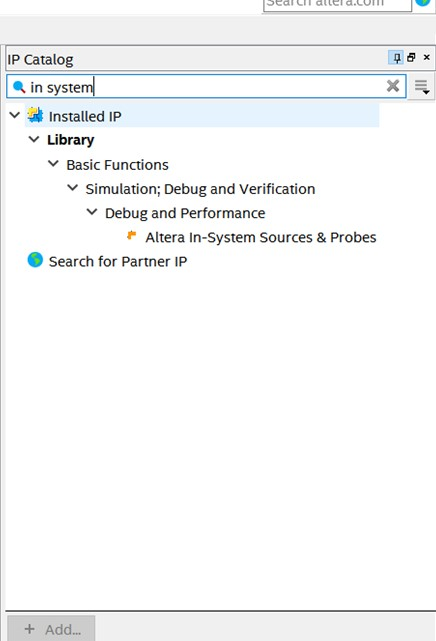 Search altera.com
IP Catalog
in system
Installed IP
Library
Basic Functions
Simulation; Debug and Verification
Debug and Performance
Altera In-System Sources & Probes
Search for Partner IP
+ Add...